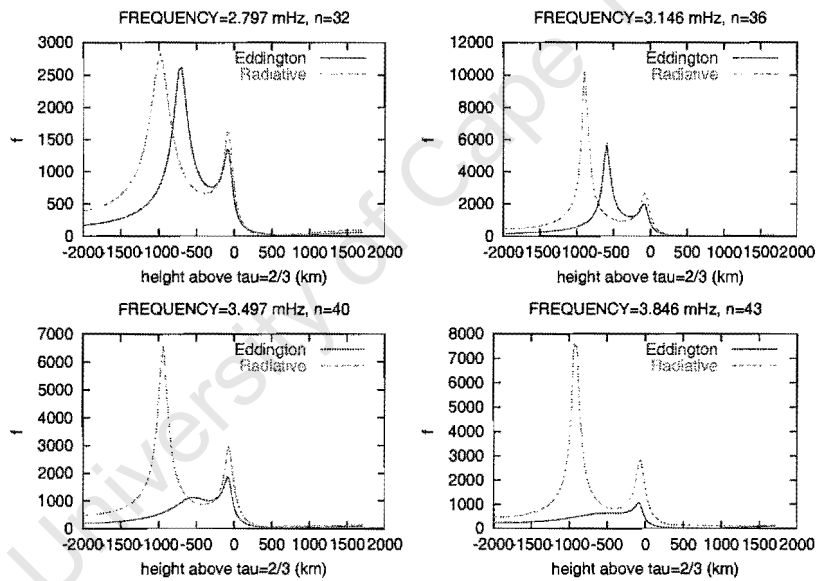 FREQUENCY=2.797 mHz, n=32
3000
2500
2000
1500
1000
500
0
f
Eddington
Radiative
-2000-1500-1000 -500 0 500 1000 1500 2000
height above tau=2/3 (km)
FREQUENCY=3.146 mHz, n=36
12000
10000
8000
6000
4000
2000
0
f
Eddington
Radiative
-2000-1500-1000 -500 0 500 1000 1500 2000
height above tau=2/3 (km)
FREQUENCY=3.497 mHz, n=40
7000
6000
5000
4000
3000
2000
1000
0
f
Eddington
Radiative
-2000-1500-1000 -500 0 500 1000 1500 2000
height above tau=2/3 (km)
FREQUENCY=3.846 mHz, n=43
8000
7000
6000
5000
4000
3000
2000
1000
0
f
Eddington
Radiative
-2000-1500-1000 -500 0 500 1000 1500 2000
height above tau=2/3 (km)
University of Cape